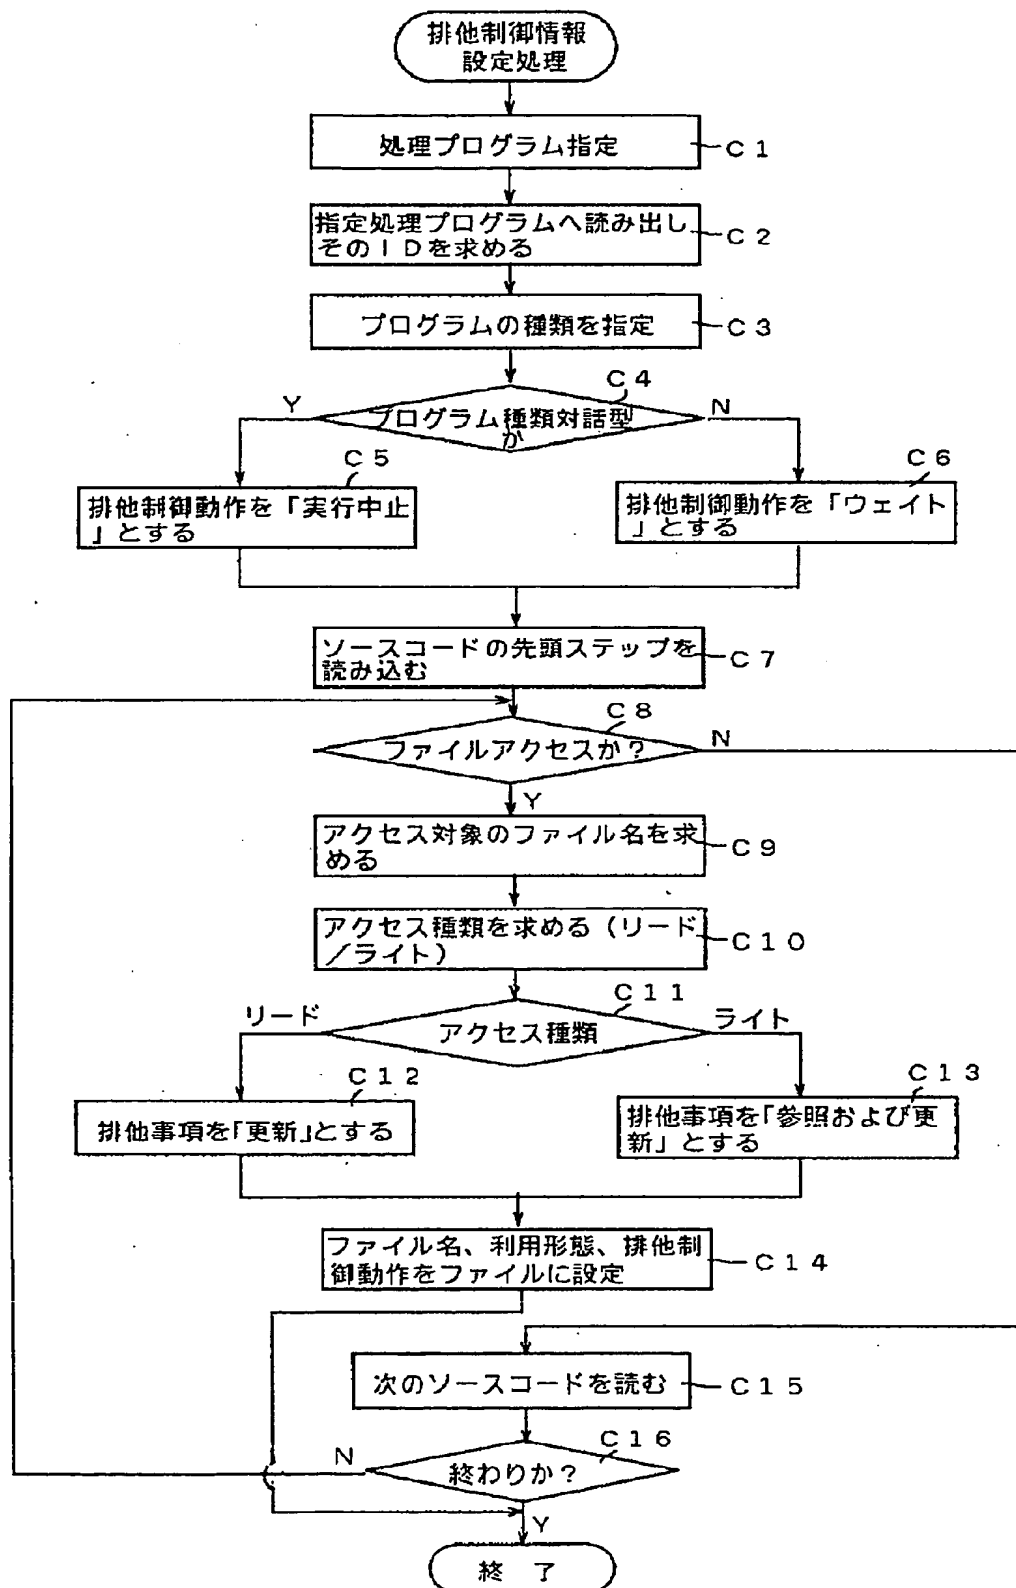 排他制御情報
設定処理
処理プログラム指定
C1
指定処理プログラムへ読み出し
そのIDを求める
C2
プログラムの種類を指定
C3
C4
Y
プログラム種類対話型
か
N
C5
排他制御動作を「実行中止
」とする
C6
排他制御動作を「ウェイト
」とする
ソースコードの先頭ステップを
読み込む
C7
C8
ファイルアクセスか?
N
Y
アクセス対象のファイル名を求
める
C9
アクセス種類を求める(リード
/ライト)
C10
C11
リード
アクセス種類
ライト
C12
排他事項を「更新」とする
C13
排他事項を「参照および更
新」とする
ファイル名、利用形態、排他制
御動作をファイルに設定
C14
次のソースコードを読む
C15
C16
N
終わりか?
Y
終 了